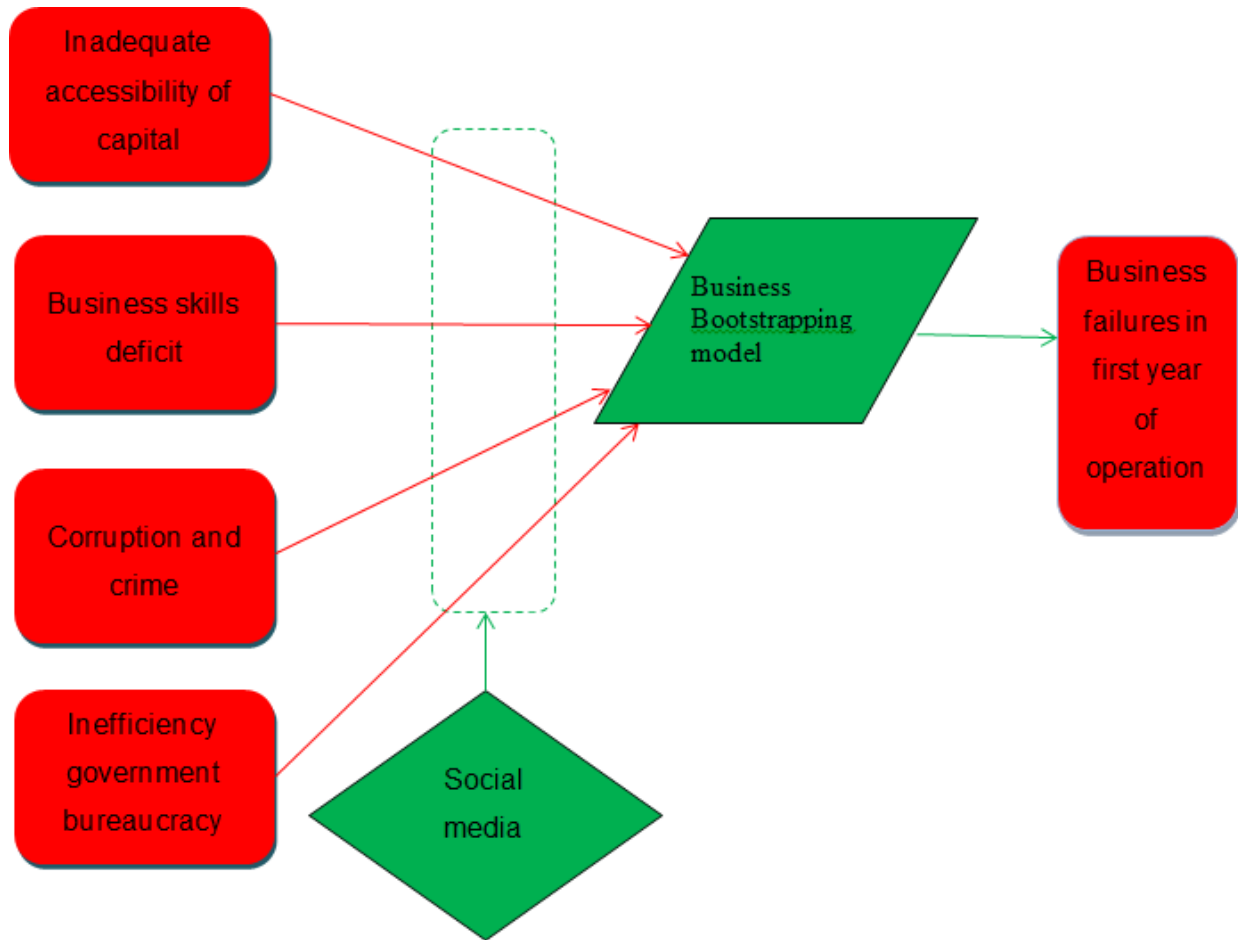 Inadequate
accessibility of
capital
Business skills
deficit
Corruption and
crime
Inefficiency
government
bureaucracy
Social
media
Business
Bootstrapping
model
Business
failures in
first year
of
operation